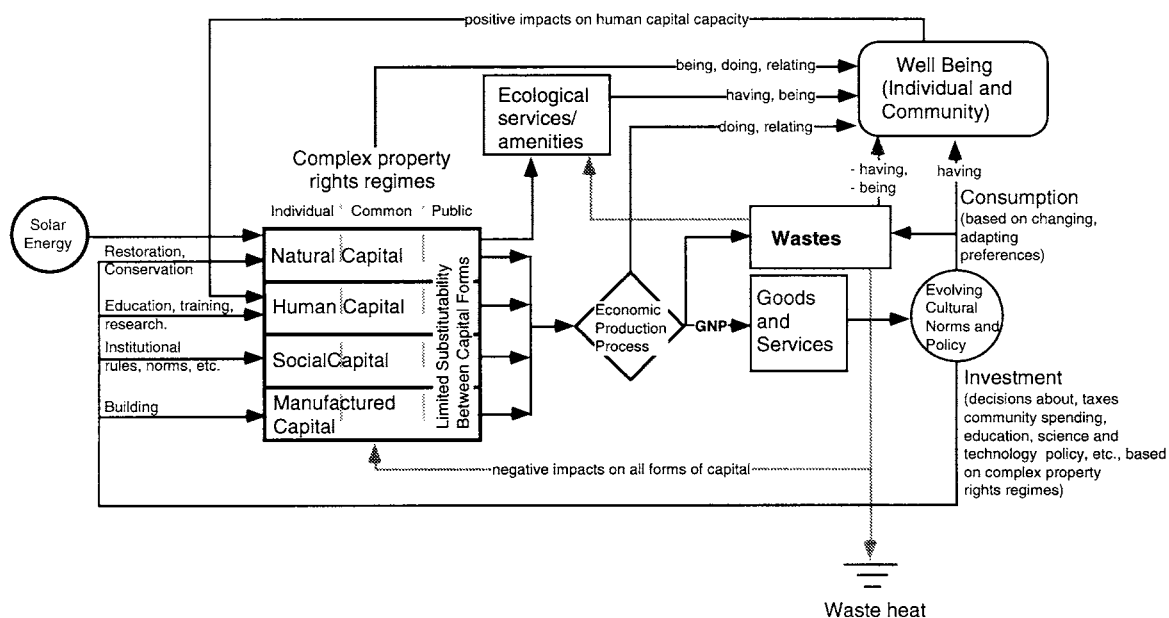 positive impacts on human capital capacity
being, doing, relating
Well Being
(Individual and
Community)
Ecological
services/
amenities
having, being
doing, relating
Complex property
rights regimes
- having,
- being
having
Individual Common Public
Solar
Energy
Consumption
(based on changing,
adapting
preferences)
Restoration,
Conservation
Natural Capital
Wastes
Education, training,
research.
Human Capital
Limited Substitutability
Between Capital Forms
Economic
Production
Process
GNP
Goods
and
Services
Evolving
Cultural
Norms and
Policy
Institutional
rules, norms, etc.
SocialCapital
Building
Manufactured
Capital
Investment
(decisions about, taxes
community spending,
education, science and
technology policy, etc., based
on complex property
rights regimes)
negative impacts on all forms of capital
Waste heat